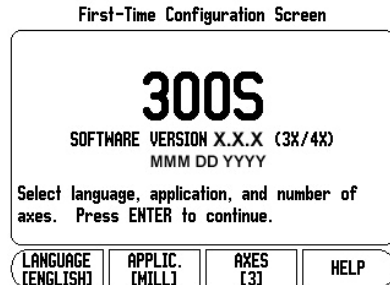 First-Time Configuration Screen
300S
SOFTWARE VERSION X.X.X (3X/4X)
MMM DD YYYY
Select language, application, and number of
axes. Press ENTER to continue.
LANGUAGE APPLIC. AXES HELP
[ENGLISH] [MILL] [3]